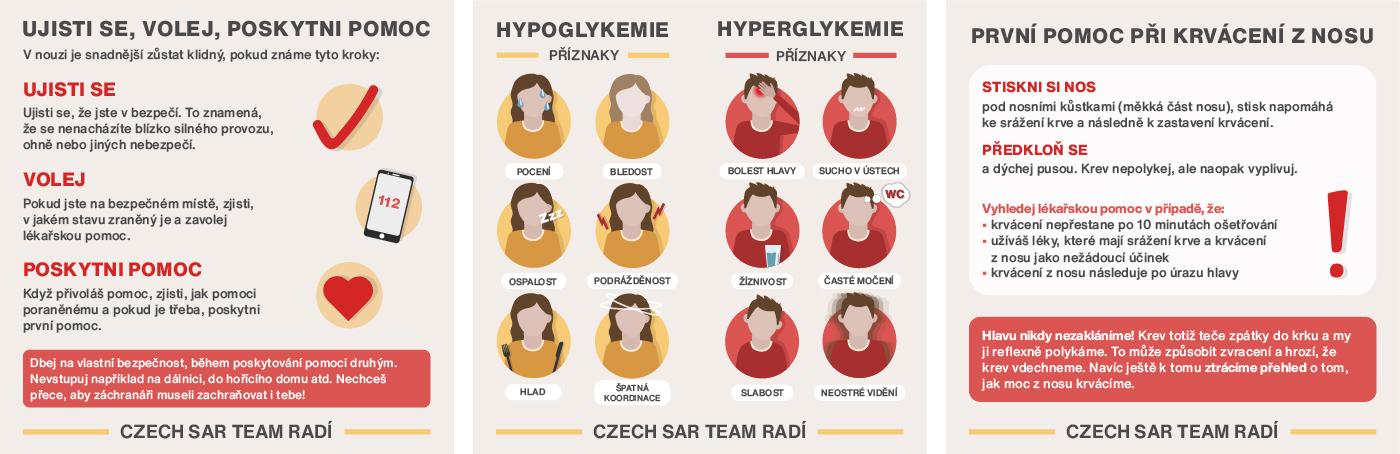 UJISTI SE, VOLEJ, POSKYTNI POMOC
V nouzi je snadnější zůstat klidný, pokud známe tyto kroky:
UJISTI SE
Ujisti se, že jste v bezpečí. To znamená,
že se nenacházíte blízko silného provozu,
ohně nebo jiných nebezpečí.
VOLEJ
Pokud jste na bezpečném místě, zjisti,
v jakém stavu zraněný je a zavolej
lékařskou pomoc.
112
POSKYTNI POMOC
Když přivoláš pomoc, zjisti, jak pomoci
poraněnému a pokud je třeba, poskytni
první pomoc.
Dbej na vlastní bezpečnost, během poskytování pomoci druhým.
Nevstupuj například na dálnici, do hořícího domu atd. Nechceš
přece, aby záchranáři museli zachraňovat i tebe!
CZECH SAR TEAM RADÍ
HYPOGLYKEMIE
PŘÍZNAKY
POCENÍ
BLEDOST
ZZZ
OSPALOST
PODRÁŽDĚNOST
HLAD
ŠPATNÁ
KOORDINACE
HYPERGLYKEMIE
PŘÍZNAKY
BOLEST HLAVY
SUCHO V ÚSTECH
WC
ŽÍZNIVOST
ČASTÉ MOČENÍ
SLABOST
NEOSTRÉ VIDĚNÍ
CZECH SAR TEAM RADÍ
PRVNÍ POMOC PŘI KRVÁCENÍ Z NOSU
STISKNI SI NOS
pod nosními kůstkami (měkká část nosu), stisk napomáhá
ke srážení krve a následně k zastavení krvácení.
PŘEDKLOŇ SE
a dýchej pusou. Krev nepolykej, ale naopak vyplivuj.
Vyhledej lékařskou pomoc v případě, že:
▪ krvácení nepřestane po 10 minutách ošetřování
▪ užíváš léky, které mají srážení krve a krvácení
z nosu jako nežádoucí účinek
▪ krvácení z nosu následuje po úrazu hlavy
!
Hlavu nikdy nezakláníme! Krev totiž teče zpátky do krku a my
ji reflexně polykáme. To může způsobit zvracení a hrozí, že
krev vdechneme. Navíc ještě k tomu ztrácíme přehled o tom,
jak moc z nosu krvácíme.
CZECH SAR TEAM RADÍ